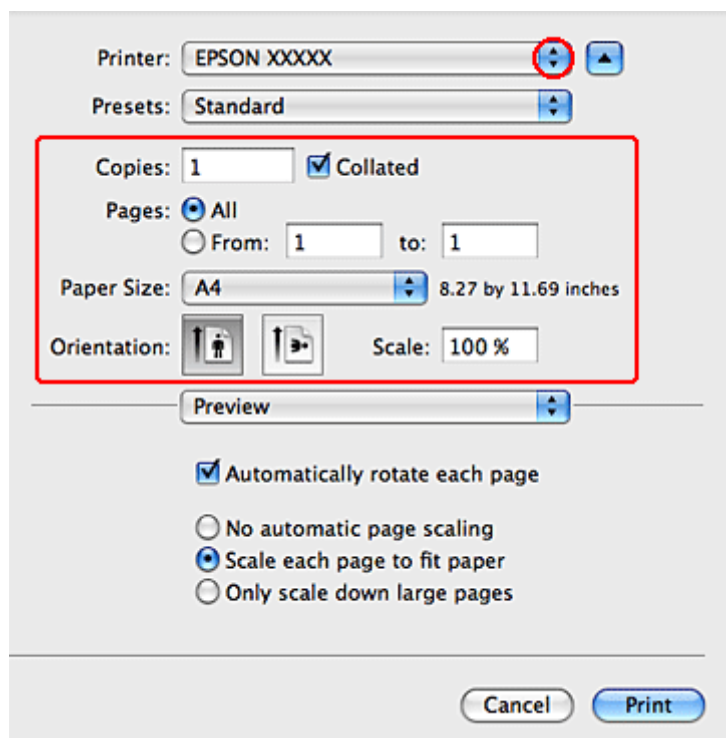 Printer: EPSON XXXXX
Presets: Standard
Copies: 1 Collated
Pages: All
From: 1 to: 1
Paper Size: A4 8.27 by 11.69 inches
Orientation: Scale: 100 %
Preview
Automatically rotate each page
No automatic page scaling
Scale each page to fit paper
Only scale down large pages
Cancel Print